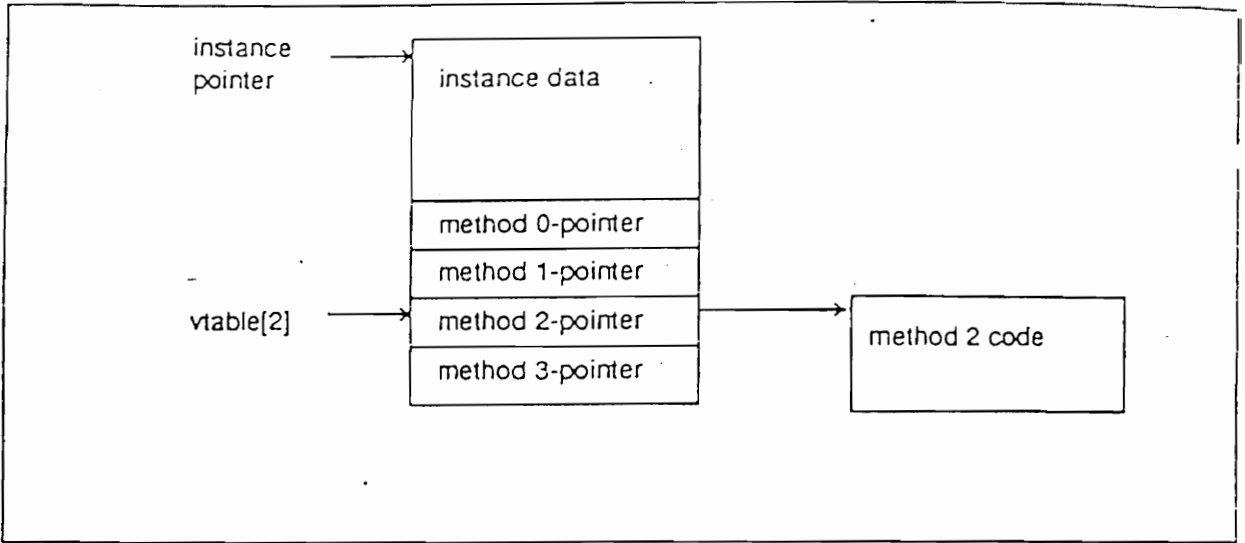 instance
pointer
instance data
method 0-pointer
method 1-pointer
vtable[2]
method 2-pointer
method 2 code
method 3-pointer